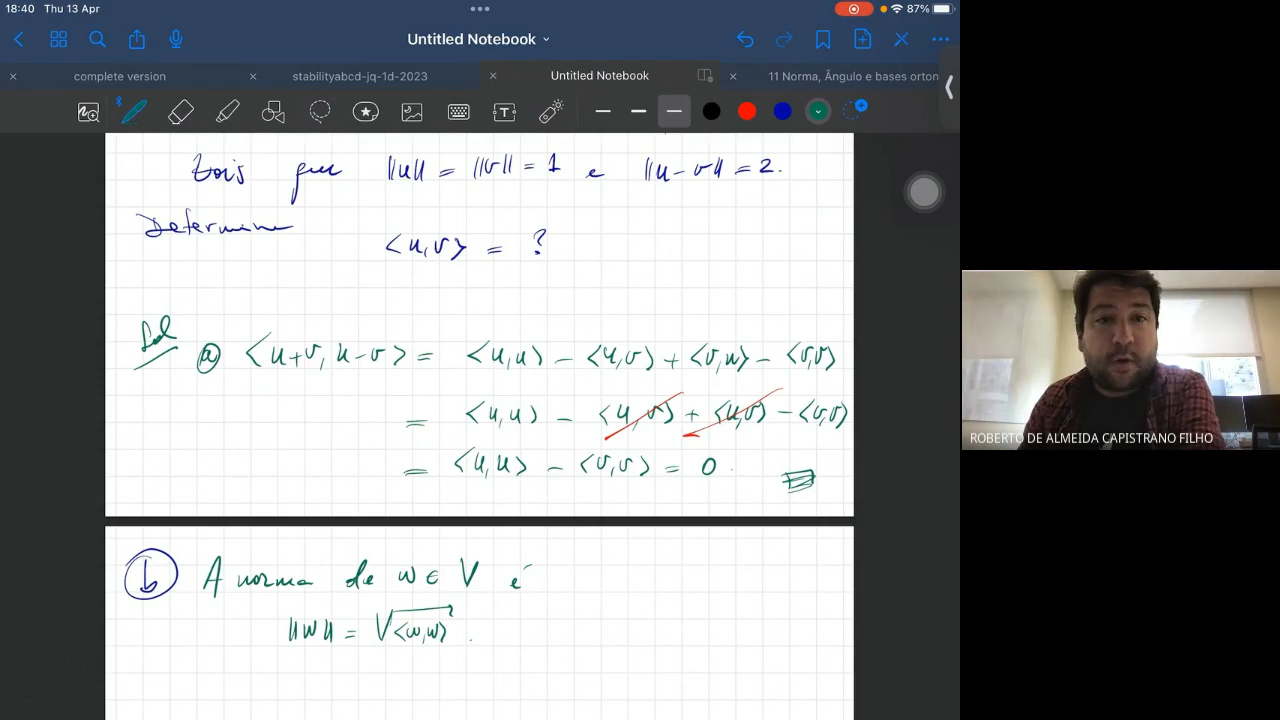 18:40 Thu 13 Apr
87%
Untitled Notebook
complete version
stabilityabcd-jq-1d-2023
Untitled Notebook
11 Norma, Ângulo e bases orton
tais que ||u|| = ||v|| = 1 e ||u-v|| = 2.
Determine
<u,v> = ?
Sol
a <u+v, u-v> = <u,u> - <u,v> + <v,u> - <v,v>
= <u,u> - <u,v> + <u,v> - <v,v>
= <u,u> - <v,v> = 0.
b A norma de w ∈ V é
||w|| = √<w,w>.
ROBERTO DE ALMEIDA CAPISTRANO FILHO